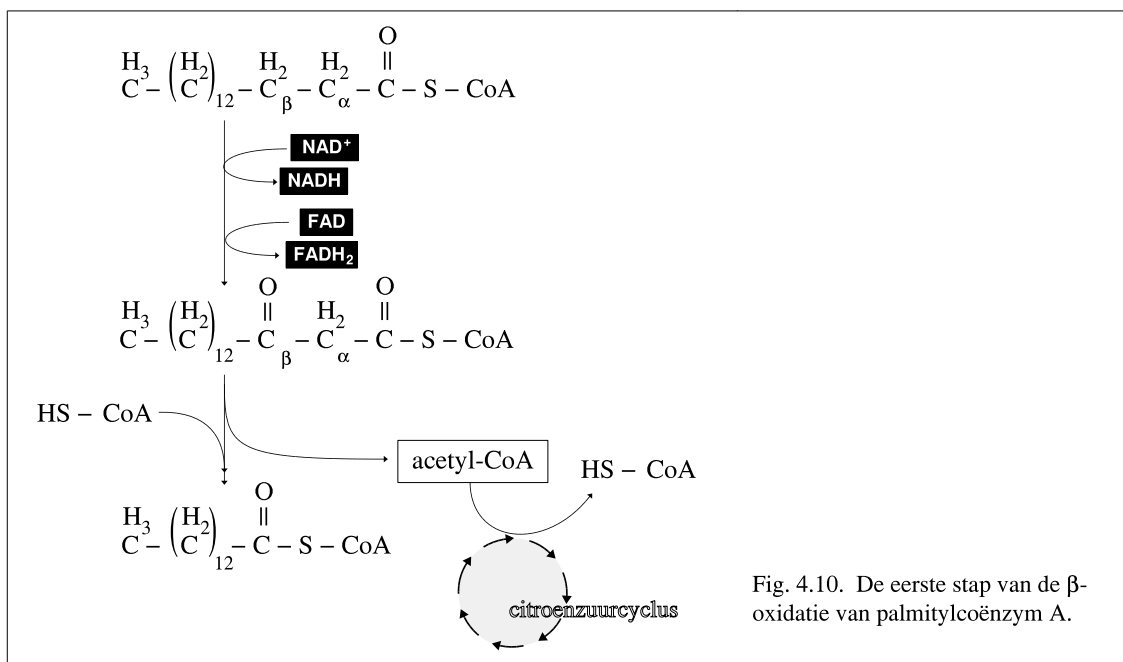 O
H3 H2 H2 H2 ||
C – (C)12 – Cβ – Cα – C – S – CoA
NAD+
NADH
FAD
FADH2
O O
H3 H2 || H2 ||
C – (C)12 – Cβ – Cα – C – S – CoA
HS – CoA
acetyl-CoA
HS – CoA
O
H3 H2 ||
C – (C)12 – C – S – CoA
citroenzuurcyclus
Fig. 4.10. De eerste stap van de β-
oxidatie van palmitylcoënzym A.